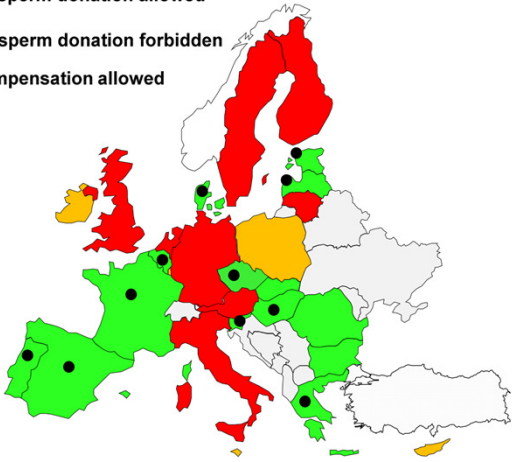 sperm donation allowed
sperm donation forbidden
mpensation allowed